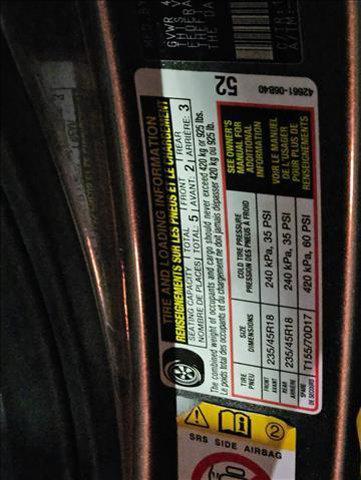 TIRE AND LOADING INFORMATION
RENSEIGNEMENTS SUR LES PNEUS ET LE CHARGEMENT
SEATING CAPACITY | TOTAL 5 | FRONT 2 | REAR 3
NOMBRE DE PLACES | TOTAL | AVANT: | ARRIÈRE:
The combined weight of occupants and cargo should never exceed 420 kg or 925 lbs.
Le poids total des occupants et du chargement ne doit jamais dépasser 420 kg ou 925 lb.
TIRE SIZE COLD TIRE PRESSURE
PNEU DIMENSIONS PRESSION DES PNEUS À FROID
FRONT AVANT 235/45R18 240 kPa, 35 PSI
REAR ARRIÈRE 235/45R18 240 kPa, 35 PSI
SPARE DE SECOURS T155/70D17 420 kPa, 60 PSI
SEE OWNER'S
MANUAL FOR
ADDITIONAL
INFORMATION
VOIR LE MANUEL
DE L'USAGER
POUR PLUS DE
RENSEIGNEMENTS
52
42661-06B40
GVWR
SRS SIDE AIRBAG
2